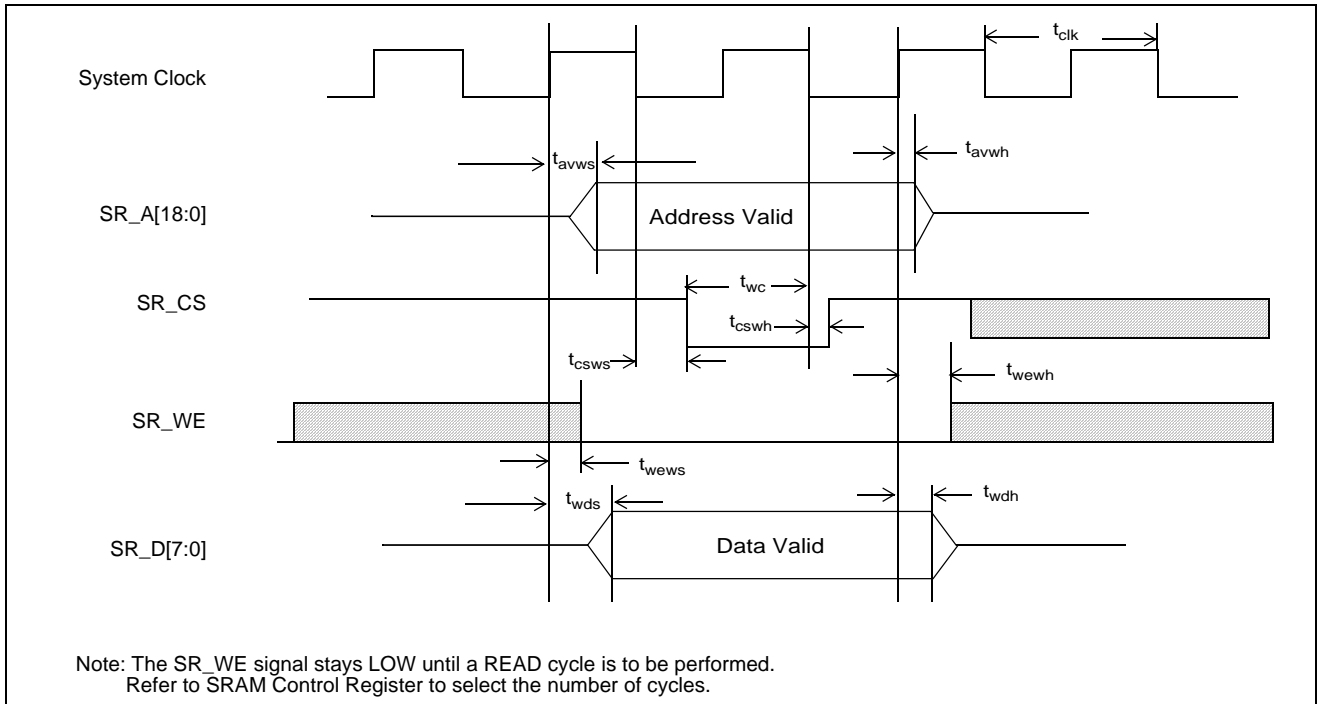 t_clk
System Clock
t_avws
t_avwh
SR_A[18:0]
Address Valid
t_wc
SR_CS
t_cswh
t_csws
t_wewh
SR_WE
t_wews
t_wds
t_wdh
SR_D[7:0]
Data Valid
Note: The SR_WE signal stays LOW until a READ cycle is to be performed.
Refer to SRAM Control Register to select the number of cycles.